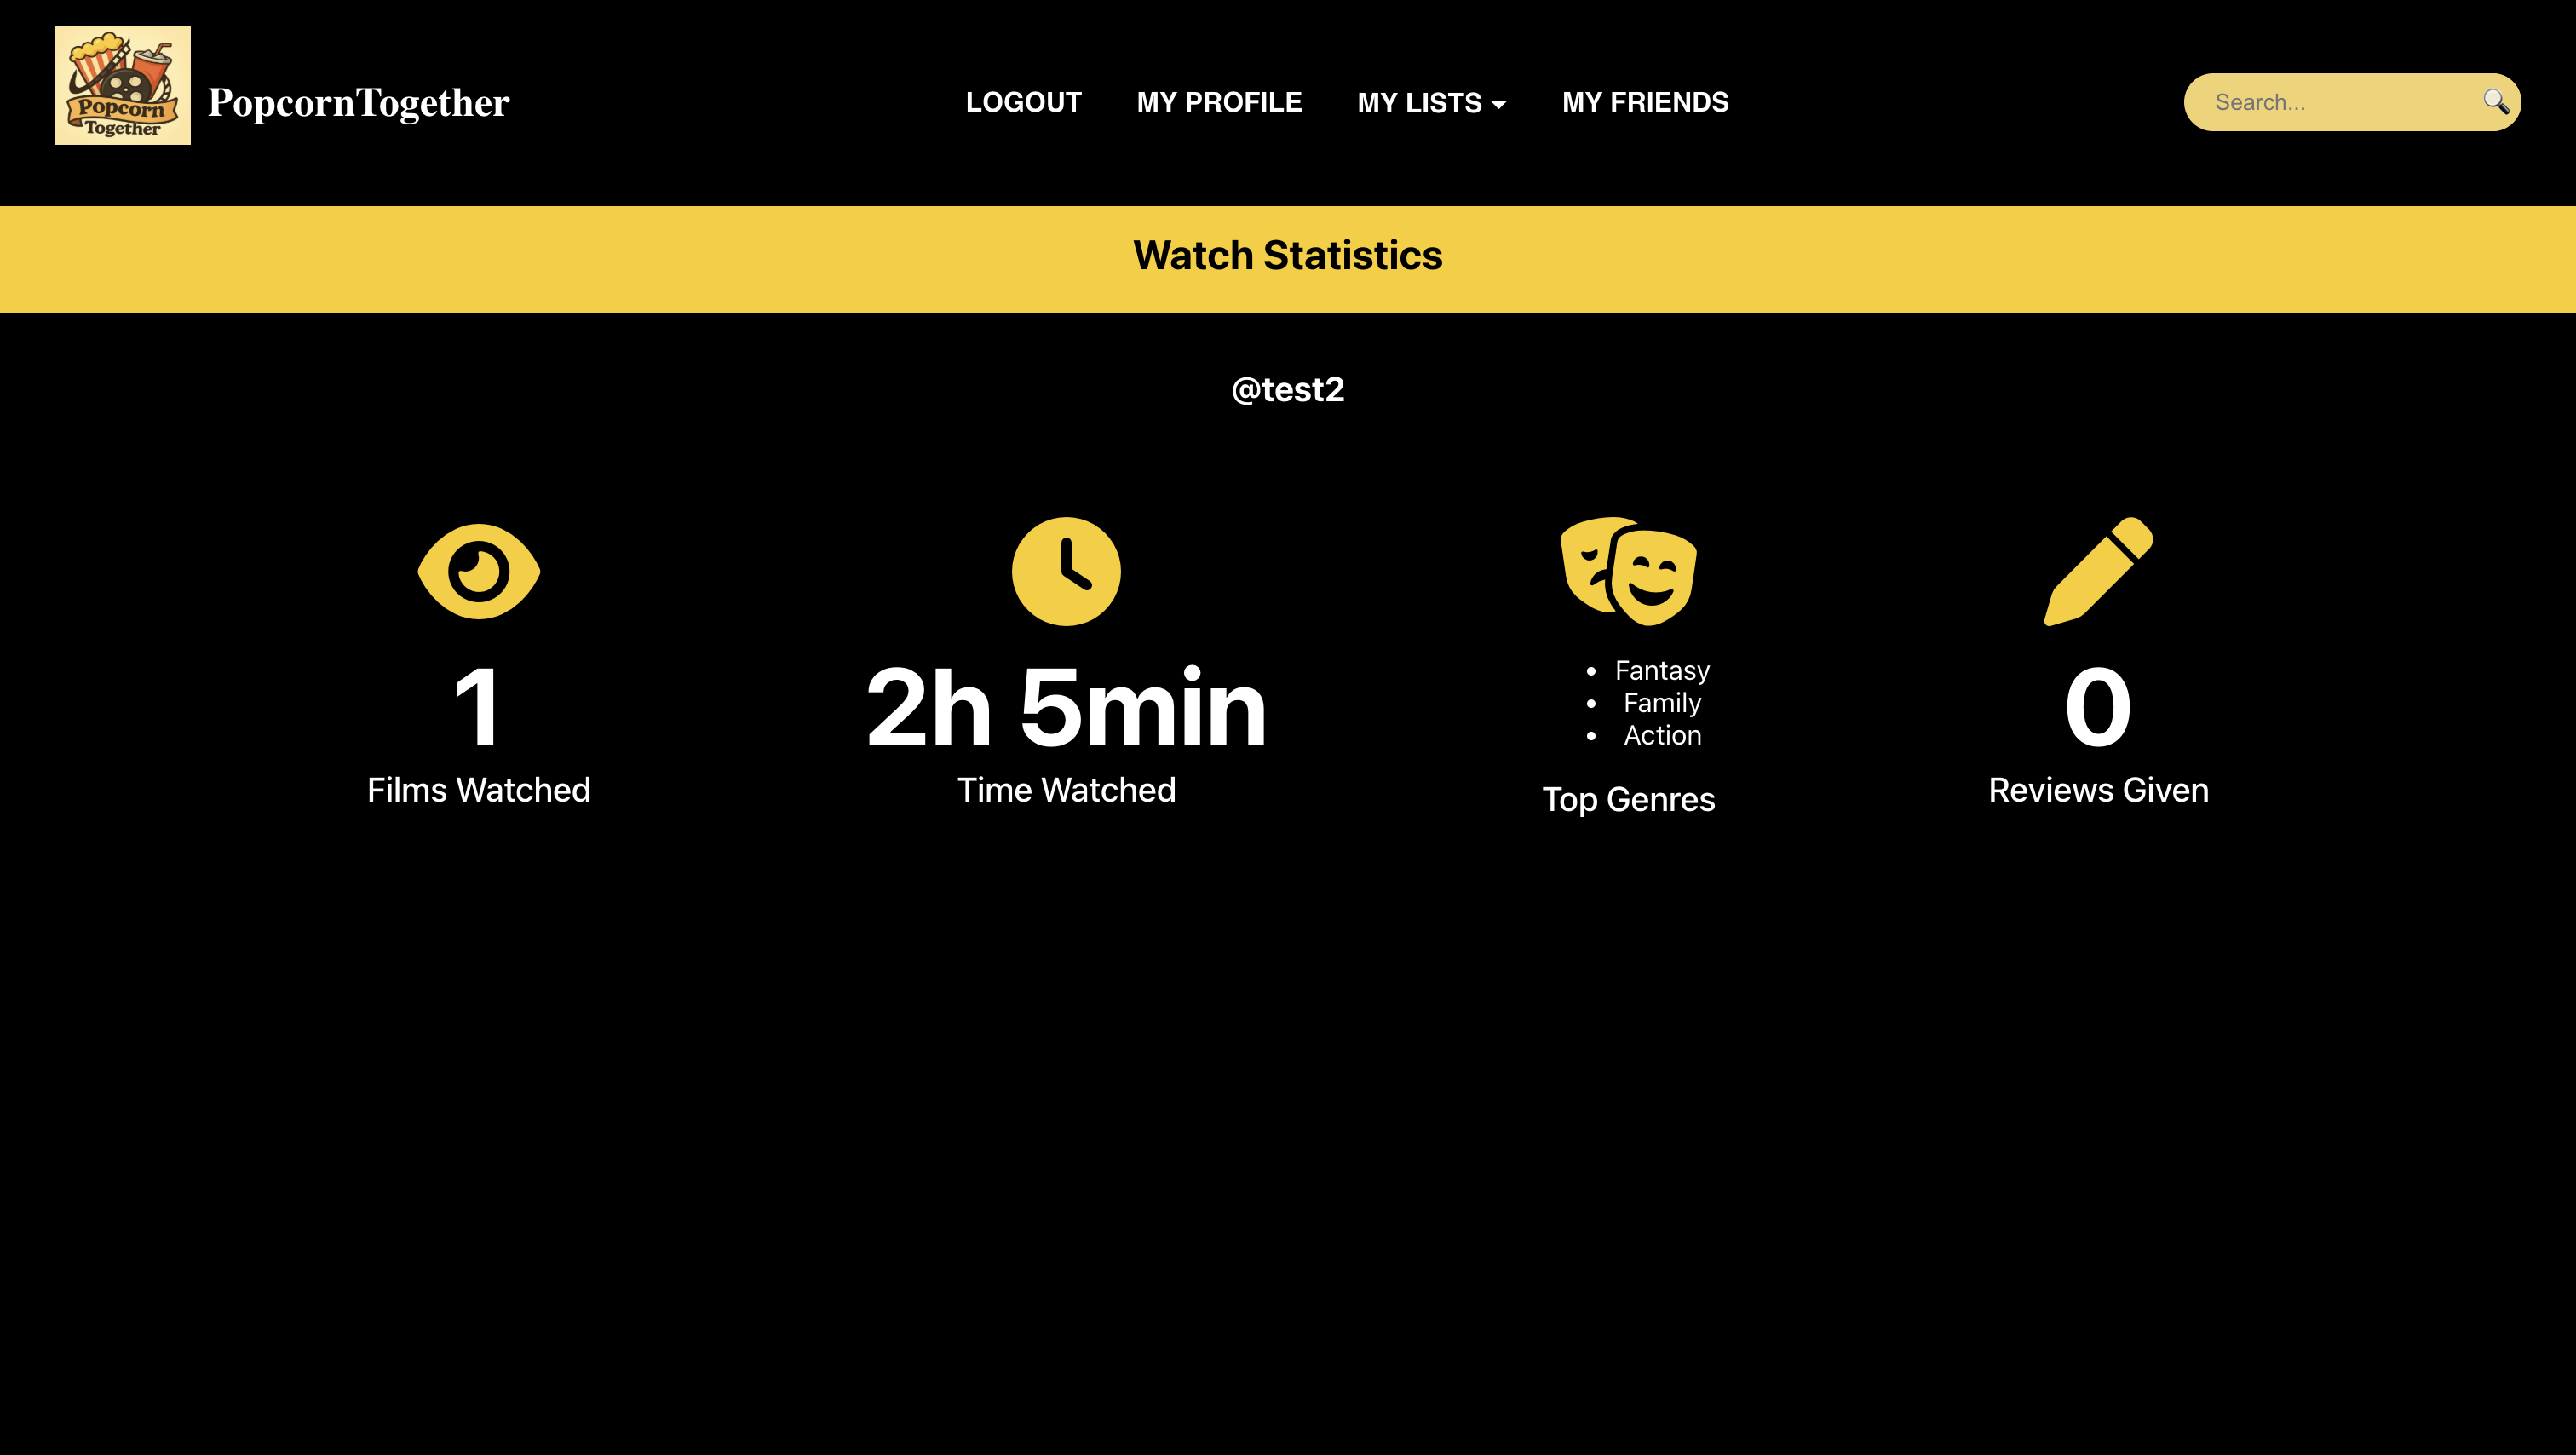 Popcorn
Together
PopcornTogether
LOGOUT MY PROFILE MY LISTS MY FRIENDS
Search...
Watch Statistics
@test2
1
Films Watched
2h 5min
Time Watched
• Fantasy
• Family
• Action
Top Genres
0
Reviews Given